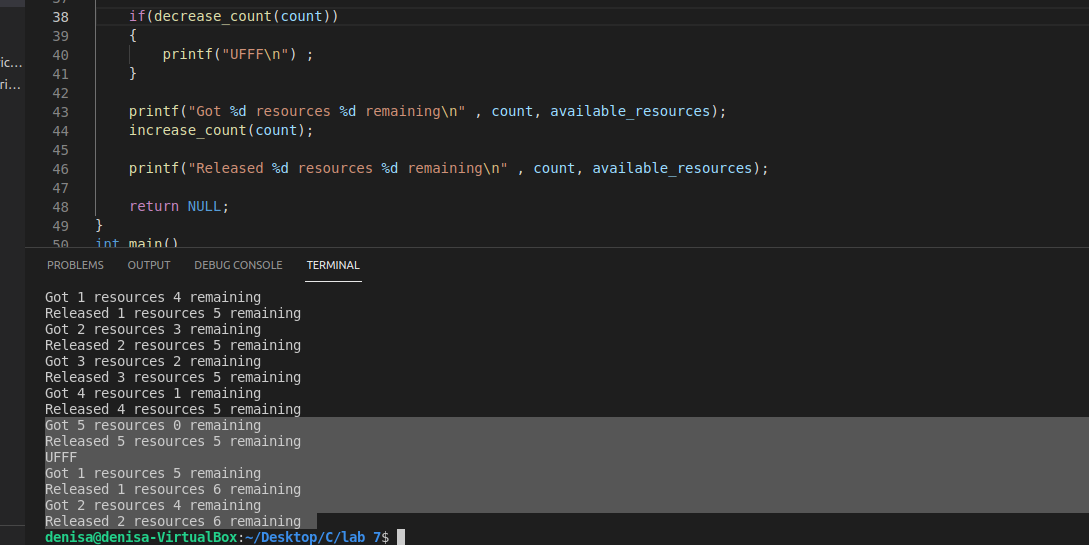 37
38 if(decrease_count(count))
ic...
39 {
40 printf("UFFF\n") ;
ri...
41 }
42
43 printf("Got %d resources %d remaining\n" , count, available_resources);
44 increase_count(count);
45
46 printf("Released %d resources %d remaining\n" , count, available_resources);
47
48 return NULL;
49 }
50 int main()
PROBLEMS OUTPUT DEBUG CONSOLE TERMINAL
Got 1 resources 4 remaining
Released 1 resources 5 remaining
Got 2 resources 3 remaining
Released 2 resources 5 remaining
Got 3 resources 2 remaining
Released 3 resources 5 remaining
Got 4 resources 1 remaining
Released 4 resources 5 remaining
Got 5 resources 0 remaining
Released 5 resources 5 remaining
UFFF
Got 1 resources 5 remaining
Released 1 resources 6 remaining
Got 2 resources 4 remaining
Released 2 resources 6 remaining
denisa@denisa-VirtualBox:~/Desktop/C/lab 7$